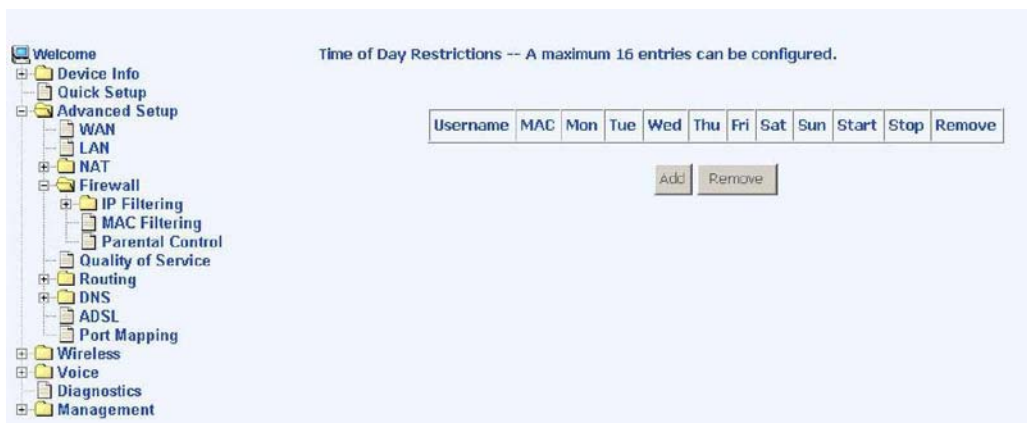 Welcome
Device Info
Quick Setup
Advanced Setup
WAN
LAN
NAT
Firewall
IP Filtering
MAC Filtering
Parental Control
Quality of Service
Routing
DNS
ADSL
Port Mapping
Wireless
Voice
Diagnostics
Management
Time of Day Restrictions -- A maximum 16 entries can be configured.
Username MAC Mon Tue Wed Thu Fri Sat Sun Start Stop Remove
Add Remove